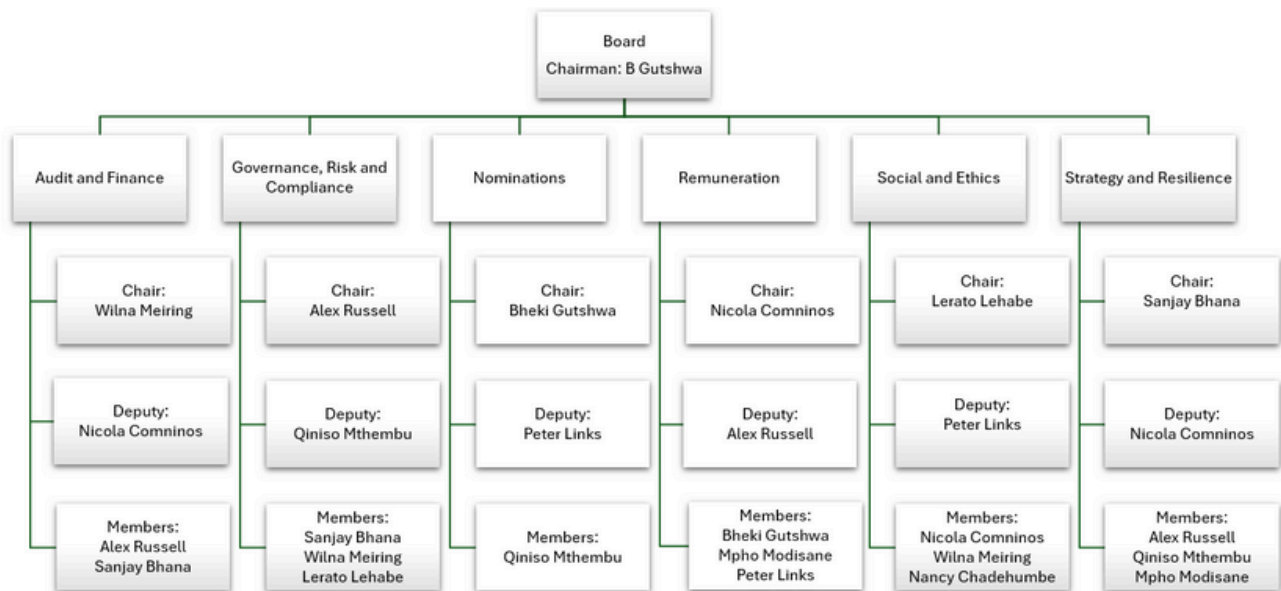 Board
Chairman: B Gutshwa
Audit and Finance
Governance, Risk and
Compliance
Nominations
Remuneration
Social and Ethics
Strategy and Resilience
Chair:
Wilna Meiring
Chair:
Alex Russell
Chair:
Bheki Gutshwa
Chair:
Nicola Comninos
Chair:
Lerato Lehabe
Chair:
Sanjay Bhana
Deputy:
Nicola Comninos
Deputy:
Qiniso Mthembu
Deputy:
Peter Links
Deputy:
Alex Russell
Deputy:
Peter Links
Deputy:
Nicola Comninos
Members:
Alex Russell
Sanjay Bhana
Members:
Sanjay Bhana
Wilna Meiring
Lerato Lehabe
Members:
Qiniso Mthembu
Members:
Bheki Gutshwa
Mpho Modisane
Peter Links
Members:
Nicola Comninos
Wilna Meiring
Nancy Chadehumbe
Members:
Alex Russell
Qiniso Mthembu
Mpho Modisane